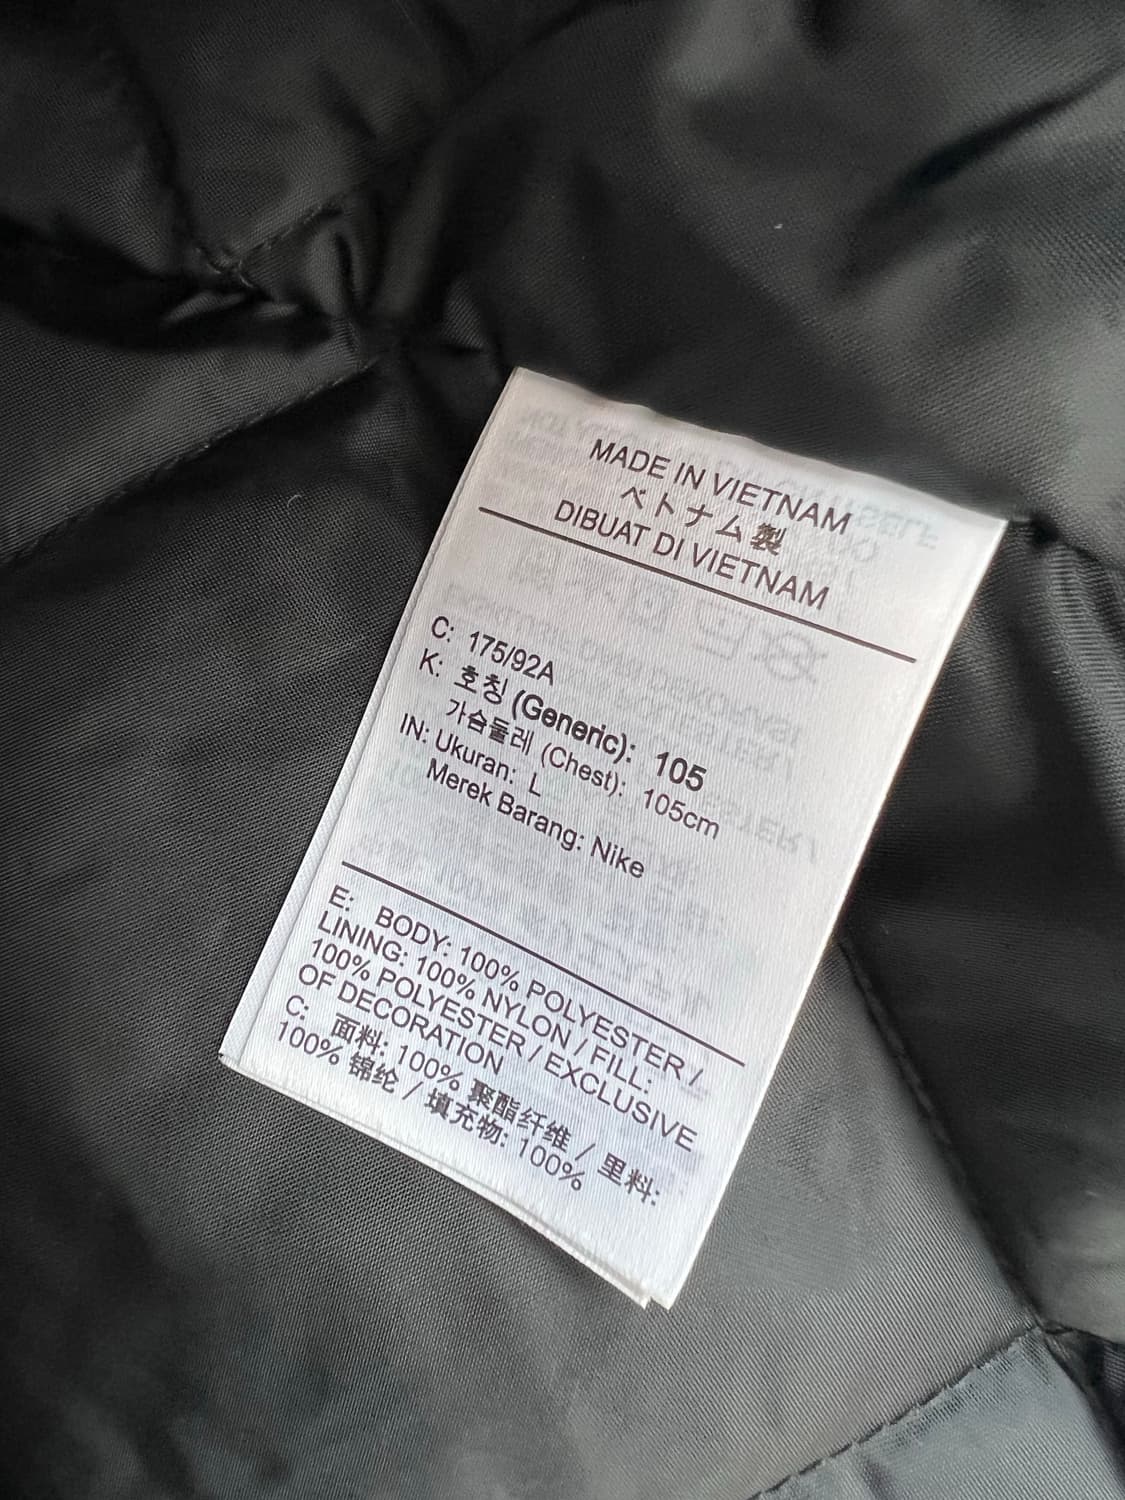 MADE IN VIETNAM
ベトナム製
DIBUAT DI VIETNAM
C: 175/92A
K: 호칭 (Generic): 105
가슴둘레 (Chest): 105cm
IN: Ukuran: L
Merek Barang: Nike
E: BODY: 100% POLYESTER /
LINING: 100% NYLON / FILL:
100% POLYESTER / EXCLUSIVE
OF DECORATION
C: 面料: 100% 聚酯纤维 / 里料:
100% 锦纶 / 填充物: 100%